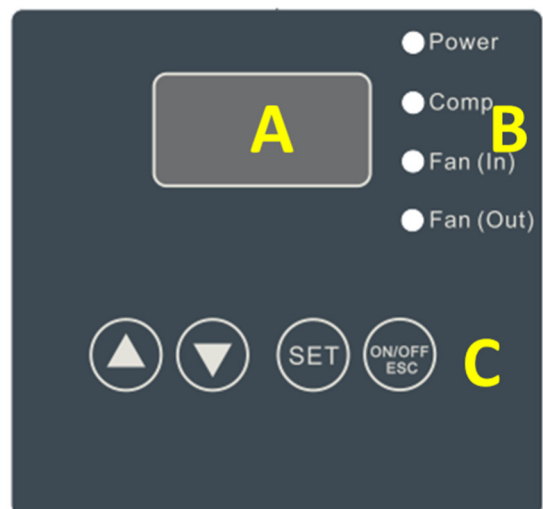 Power
A
Comp
B
Fan (In)
Fan (Out)
SET
ON/OFF
ESC
C